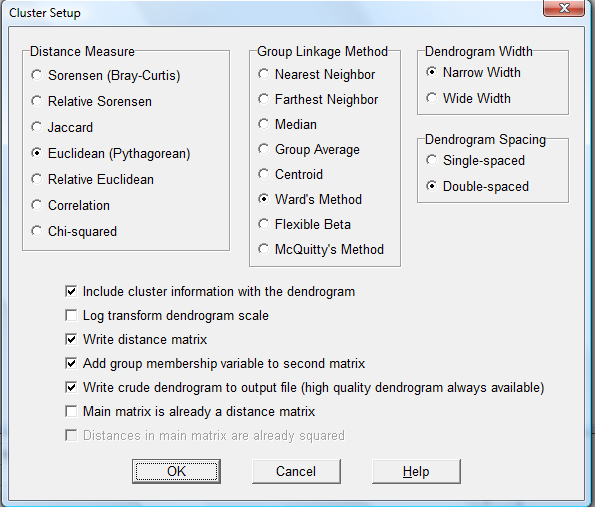 Cluster Setup
Distance Measure
Sorensen (Bray-Curtis)
Relative Sorensen
Jaccard
Euclidean (Pythagorean)
Relative Euclidean
Correlation
Chi-squared
Group Linkage Method
Nearest Neighbor
Farthest Neighbor
Median
Group Average
Centroid
Ward's Method
Flexible Beta
McQuitty's Method
Dendrogram Width
Narrow Width
Wide Width
Dendrogram Spacing
Single-spaced
Double-spaced
Include cluster information with the dendrogram
Log transform dendrogram scale
Write distance matrix
Add group membership variable to second matrix
Write crude dendrogram to output file (high quality dendrogram always available)
Main matrix is already a distance matrix
Distances in main matrix are already squared
OK
Cancel
Help